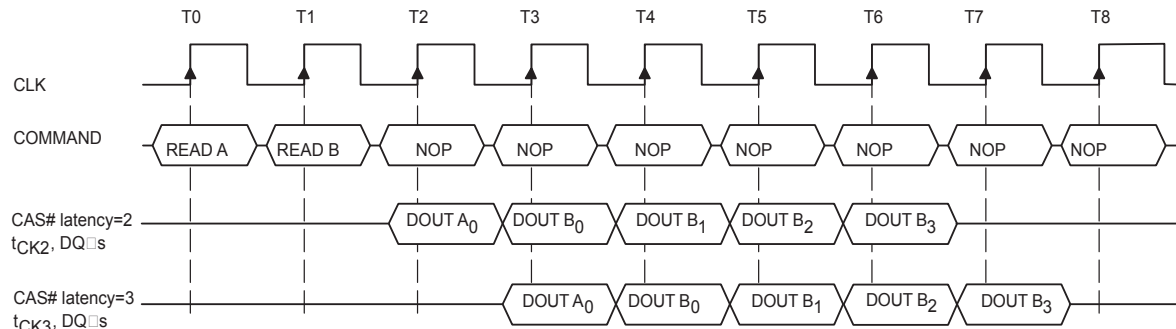 T0 T1 T2 T3 T4 T5 T6 T7 T8
CLK
COMMAND READ A READ B NOP NOP NOP NOP NOP NOP NOP
CAS# latency=2 DOUT A0 DOUT B0 DOUT B1 DOUT B2 DOUT B3
tCK2, DQ□s
CAS# latency=3 DOUT A0 DOUT B0 DOUT B1 DOUT B2 DOUT B3
tCK3, DQ□s